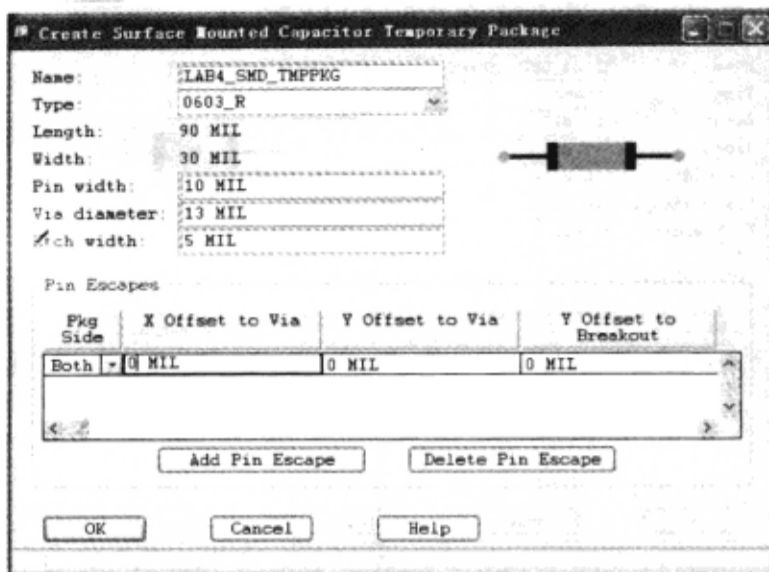 Create Surface Mounted Capacitor Temporary Package
Name: LAB4_SMD_TMPPKG
Type: 0603_R
Length: 90 MIL
Width: 30 MIL
Pin width: 10 MIL
Via diameter: 13 MIL
Etch width: 5 MIL
Pin Escapes
Pkg Side X Offset to Via Y Offset to Via Y Offset to Breakout
Both 0 MIL 0 MIL 0 MIL
Add Pin Escape Delete Pin Escape
OK Cancel Help